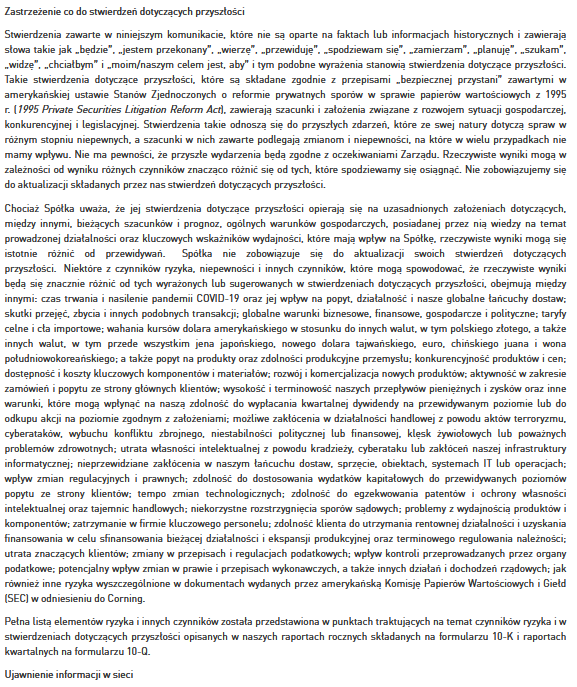 Zastrzeżenie co do stwierdzeń dotyczących przyszłości
Stwierdzenia zawarte w niniejszym komunikacie, które nie są oparte na faktach lub informacjach historycznych i zawierają
słowa takie jak „będzie”, „jestem przekonany”, „wierzę”, „przewiduję”, „spodziewam się”, „zamierzam”, „planuję”, „szukam”,
„widzę”, „chciałbym” i „moim/naszym celem jest, aby” i tym podobne wyrażenia stanowią stwierdzenia dotyczące przyszłości.
Takie stwierdzenia dotyczące przyszłości, które są składane zgodnie z przepisami „bezpiecznej przystani” zawartymi w
amerykańskiej ustawie Stanów Zjednoczonych o reformie prywatnych sporów w sprawie papierów wartościowych z 1995
r. (1995 Private Securities Litigation Reform Act), zawierają szacunki i założenia związane z rozwojem sytuacji gospodarczej,
konkurencyjnej i legislacyjnej. Stwierdzenia takie odnoszą się do przyszłych zdarzeń, które ze swej natury dotyczą spraw w
różnym stopniu niepewnych, a szacunki w nich zawarte podlegają zmianom i niepewności, na które w wielu przypadkach nie
mamy wpływu. Nie ma pewności, że przyszłe wydarzenia będą zgodne z oczekiwaniami Zarządu. Rzeczywiste wyniki mogą w
zależności od wyniku różnych czynników znacząco różnić się od tych, które spodziewamy się osiągnąć. Nie zobowiązujemy się
do aktualizacji składanych przez nas stwierdzeń dotyczących przyszłości.
Chociaż Spółka uważa, że jej stwierdzenia dotyczące przyszłości opierają się na uzasadnionych założeniach dotyczących,
między innymi, bieżących szacunków i prognoz, ogólnych warunków gospodarczych, posiadanej przez nią wiedzy na temat
prowadzonej działalności oraz kluczowych wskaźników wydajności, które mają wpływ na Spółkę, rzeczywiste wyniki mogą się
istotnie różnić od przewidywań. Spółka nie zobowiązuje się do aktualizacji swoich stwierdzeń dotyczących
przyszłości. Niektóre z czynników ryzyka, niepewności i innych czynników, które mogą spowodować, że rzeczywiste wyniki
będą się znacznie różnić od tych wyrażonych lub sugerowanych w stwierdzeniach dotyczących przyszłości, obejmują między
innymi: czas trwania i nasilenie pandemii COVID-19 oraz jej wpływ na popyt, działalność i nasze globalne łańcuchy dostaw;
skutki przejęć, zbycia i innych podobnych transakcji; globalne warunki biznesowe, finansowe, gospodarcze i polityczne; taryfy
celne i cła importowe; wahania kursów dolara amerykańskiego w stosunku do innych walut, w tym polskiego złotego, a także
innych walut, w tym przede wszystkim jena japońskiego, nowego dolara tajwańskiego, euro, chińskiego juana i wona
południowokoreańskiego; a także popyt na produkty oraz zdolności produkcyjne przemysłu; konkurencyjność produktów i cen;
dostępność i koszty kluczowych komponentów i materiałów; rozwój i komercjalizacja nowych produktów; aktywność w zakresie
zamówień i popytu ze strony głównych klientów; wysokość i terminowość naszych przepływów pieniężnych i zysków oraz inne
warunki, które mogą wpłynąć na naszą zdolność do wypłacania kwartalnej dywidendy na przewidywanym poziomie lub do
odkupu akcji na poziomie zgodnym z założeniami; możliwe zakłócenia w działalności handlowej z powodu aktów terroryzmu,
cyberataków, wybuchu konfliktu zbrojnego, niestabilności politycznej lub finansowej, klęsk żywiołowych lub poważnych
problemów zdrowotnych; utrata własności intelektualnej z powodu kradzieży, cyberataku lub zakłóceń naszej infrastruktury
informatycznej; nieprzewidziane zakłócenia w naszym łańcuchu dostaw, sprzęcie, obiektach, systemach IT lub operacjach;
wpływ zmian regulacyjnych i prawnych; zdolność do dostosowania wydatków kapitałowych do przewidywanych poziomów
popytu ze strony klientów; tempo zmian technologicznych; zdolność do egzekwowania patentów i ochrony własności
intelektualnej oraz tajemnic handlowych; niekorzystne rozstrzygnięcia sporów sądowych; problemy z wydajnością produktów i
komponentów; zatrzymanie w firmie kluczowego personelu; zdolność klienta do utrzymania rentownej działalności i uzyskania
finansowania w celu sfinansowania bieżącej działalności i ekspansji produkcyjnej oraz terminowego regulowania należności;
utrata znaczących klientów; zmiany w przepisach i regulacjach podatkowych; wpływ kontroli przeprowadzanych przez organy
podatkowe; potencjalny wpływ zmian w prawie i przepisach wykonawczych, a także innych działań i dochodzeń rządowych; jak
również inne ryzyka wyszczególnione w dokumentach wydanych przez amerykańską Komisję Papierów Wartościowych i Giełd
(SEC) w odniesieniu do Corning.
Pełna listą elementów ryzyka i innych czynników została przedstawiona w punktach traktujących na temat czynników ryzyka i w
stwierdzeniach dotyczących przyszłości opisanych w naszych raportach rocznych składanych na formularzu 10-K i raportach
kwartalnych na formularzu 10-Q.
Ujawnienie informacji w sieci